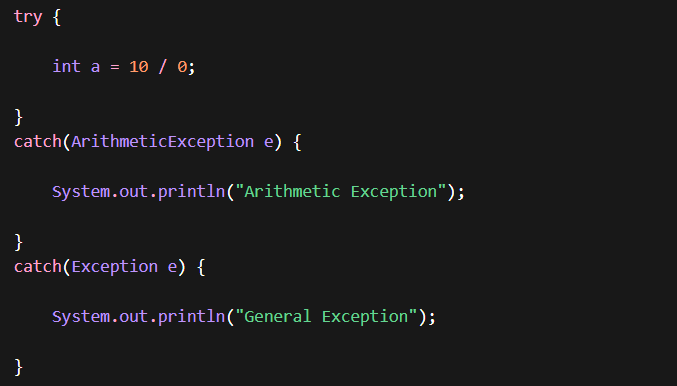 try {
    int a = 10 / 0;
}
catch(ArithmeticException e) {
    System.out.println("Arithmetic Exception");
}
catch(Exception e) {
    System.out.println("General Exception");
}